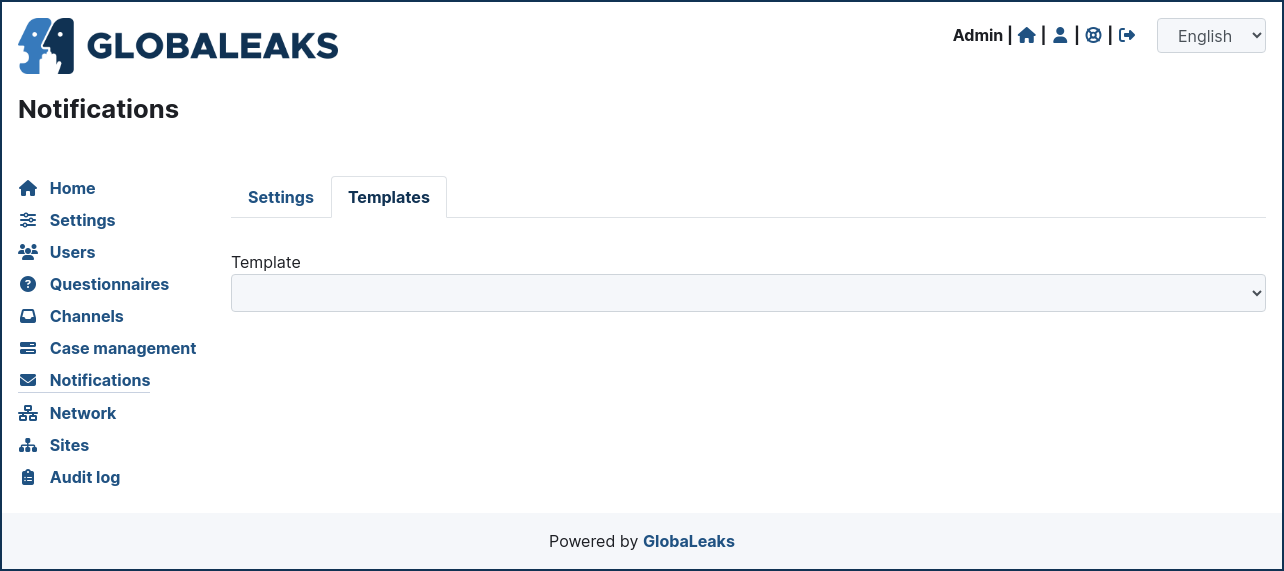 GLOBALEAKS
Admin | | | |
English
Notifications
Home
Settings
Users
Questionnaires
Channels
Case management
Notifications
Network
Sites
Audit log
Settings
Templates
Template
Powered by GlobaLeaks